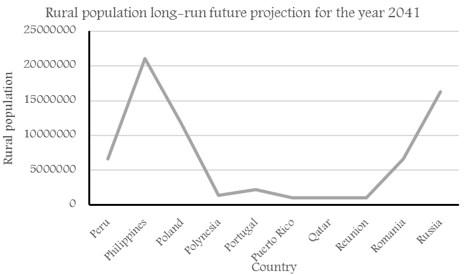 Rural population long-run future projection for the year 2041
25000000
20000000
15000000
10000000
5000000
0
Rural population
Peru
Philippines
Poland
Polynesia
Portugal
Puerto Rico
Qatar
Reunion
Romania
Russia
Country